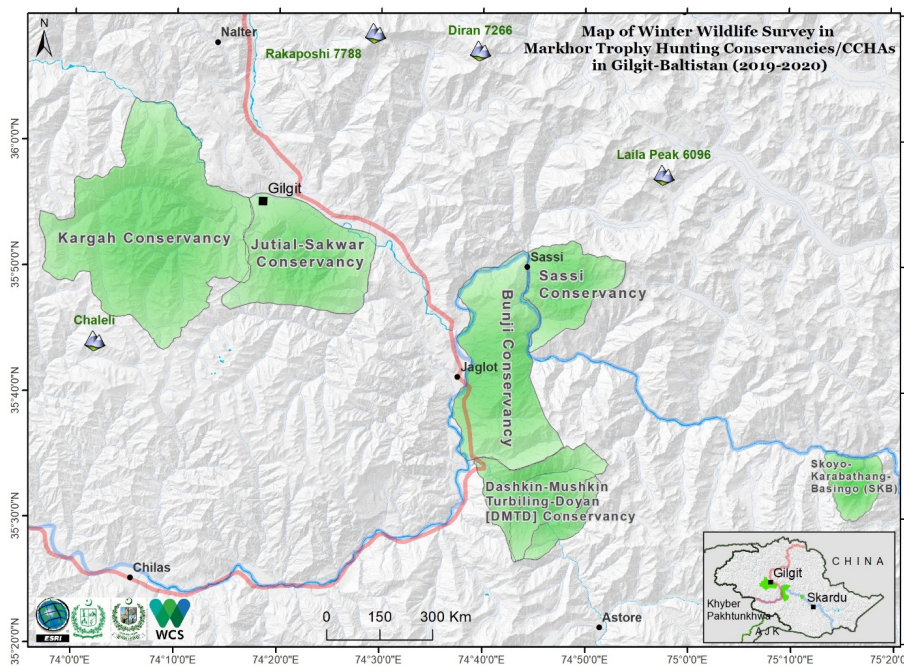 N
Nalter
Rakaposhi 7788
Diran 7266
Map of Winter Wildlife Survey in
Markhor Trophy Hunting Conservancies/CCHAs
in Gilgit-Baltistan (2019-2020)
Laila Peak 6096
Gilgit
Kargah Conservancy
Jutial-Sakwar
Conservancy
Sassi
Sassi
Conservancy
Bunji Conservancy
Chaleli
Jaglot
Skoyo-
Karabathang-
Basingo (SKB)
Dashkin-Mushkin
Turbiling-Doyan
[DMTD] Conservancy
Chilas
Astore
ESRI
WCS
0 150 300 Km
CHINA
Gilgit
Skardu
Khyber
Pakhtunkhwa
AJK
36°0'0"N
35°50'0"N
35°40'0"N
35°30'0"N
35°20'0"N
74°0'0"E
74°10'0"E
74°20'0"E
74°30'0"E
74°40'0"E
74°50'0"E
75°0'0"E
75°10'0"E
75°20'0"E